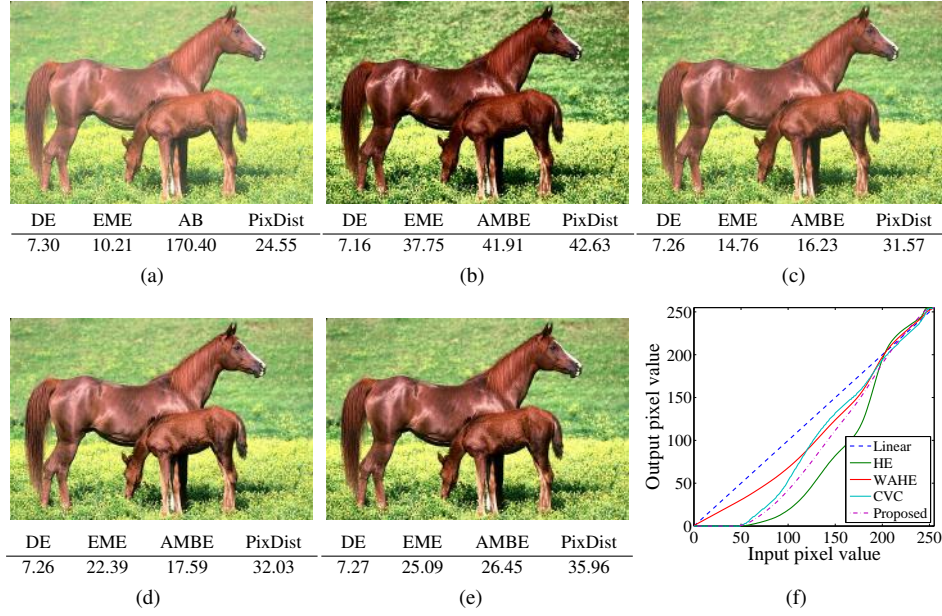 DE EME AB PixDist
7.30 10.21 170.40 24.55
(a)
DE EME AMBE PixDist
7.16 37.75 41.91 42.63
(b)
DE EME AMBE PixDist
7.26 14.76 16.23 31.57
(c)
DE EME AMBE PixDist
7.26 22.39 17.59 32.03
(d)
DE EME AMBE PixDist
7.27 25.09 26.45 35.96
(e)
Output pixel value
250
200
150
100
50
0
Linear
HE
WAHE
CVC
Proposed
0 50 100 150 200 250
Input pixel value
(f)